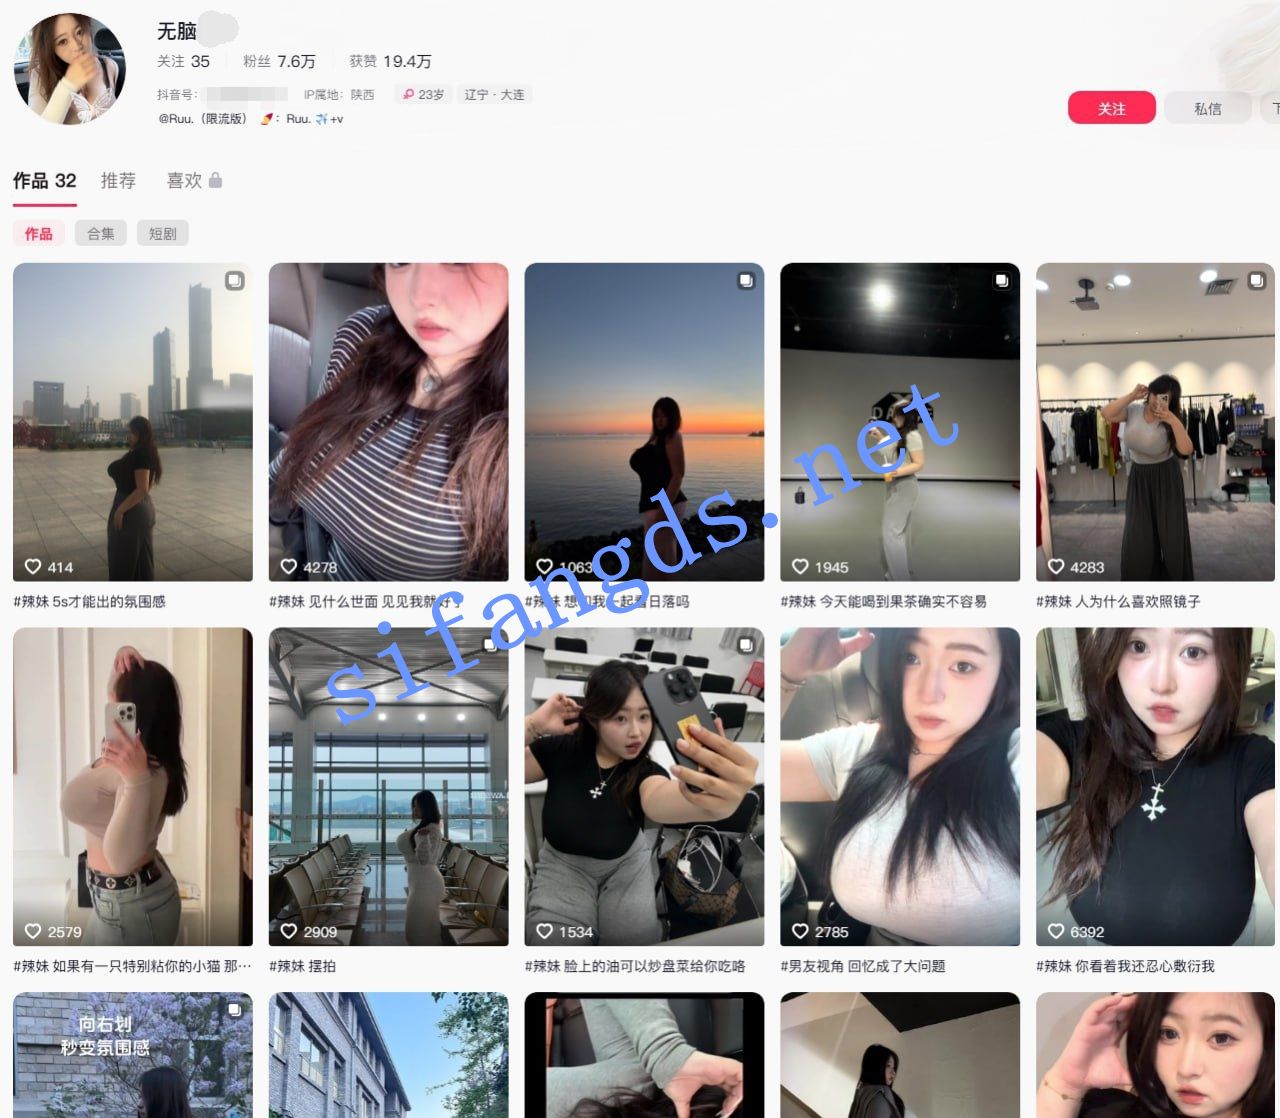 无脑
关注 35 粉丝 7.6万 获赞 19.4万
抖音号: IP属地: 陕西 23岁 辽宁 · 大连
@Ruu.（限流版） : Ruu. +v
关注 私信
作品 32 推荐 喜欢
作品 合集 短剧
414 4278 1063 1945 4283
#辣妹 5s才能出的氛围感
#辣妹 见什么世面 见见我就好了
#辣妹 想和我一起看日落吗
#辣妹 今天能喝到果茶确实不容易
#辣妹 人为什么喜欢照镜子
sifangds.net
2579 2909 1534 2785 6392
#辣妹 如果有一只特别粘你的小猫 那…
#辣妹 摆拍
#辣妹 脸上的油可以炒盘菜给你吃咯
#男友视角 回忆成了大问题
#辣妹 你看着我还忍心敷衍我
向右划
秒变氛围感